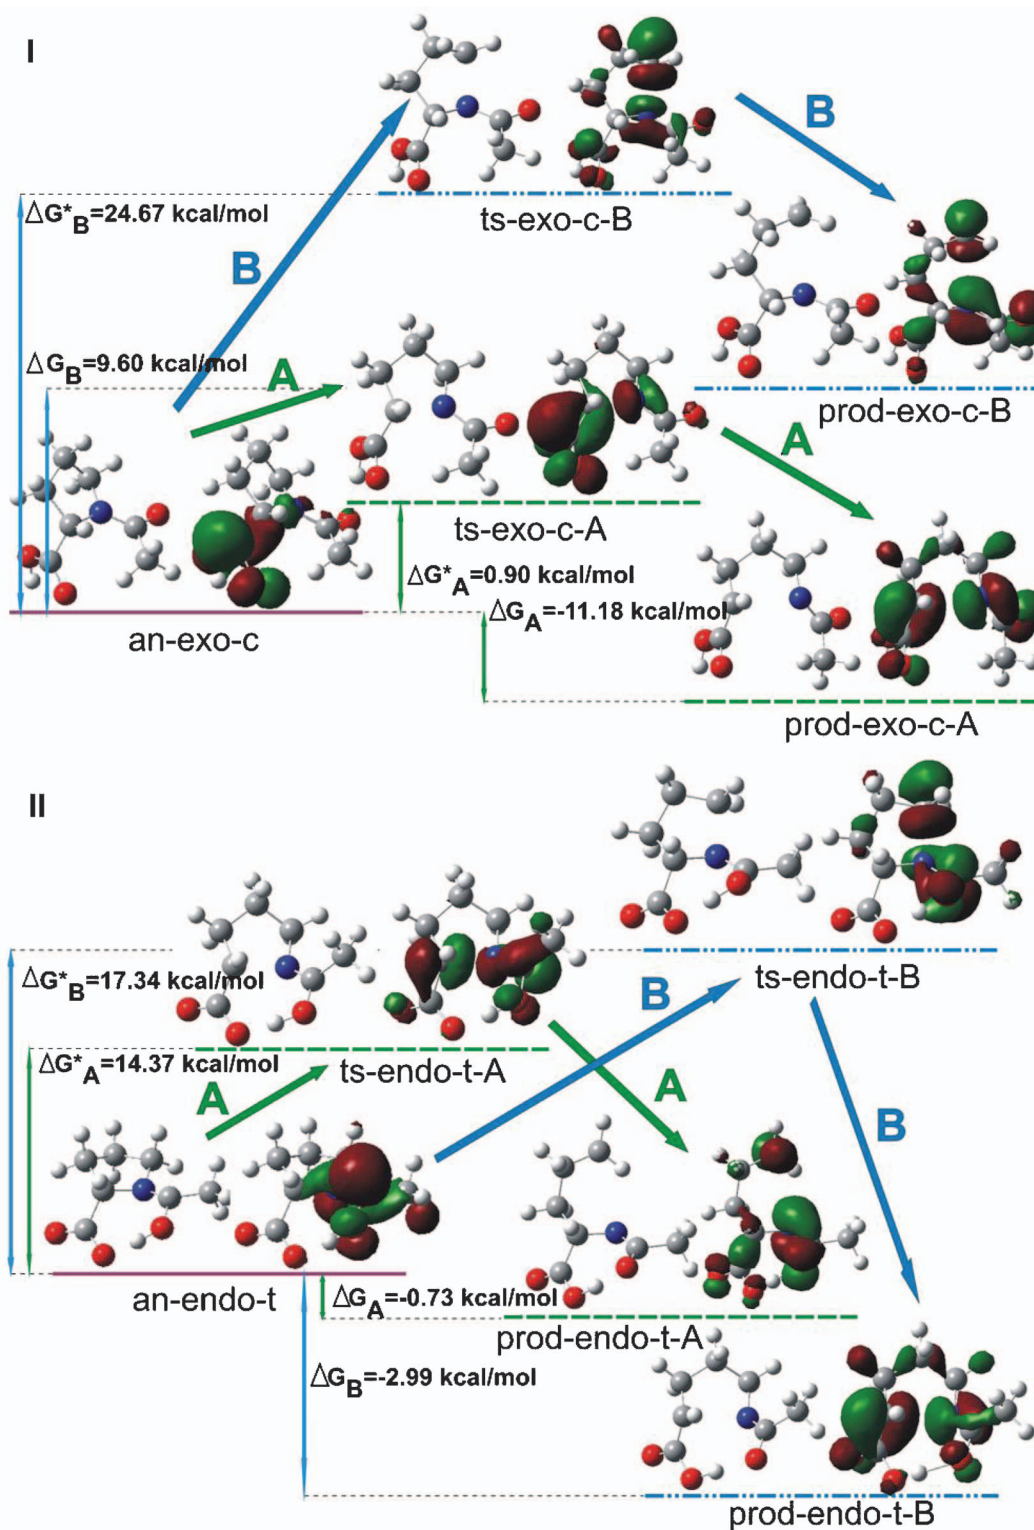 I
B
ΔG*B=24.67 kcal/mol
ts-exo-c-B
B
ΔGB=9.60 kcal/mol
A
prod-exo-c-B
A
ts-exo-c-A
ΔG*A=0.90 kcal/mol
ΔGA=-11.18 kcal/mol
an-exo-c
prod-exo-c-A
II
ΔG*B=17.34 kcal/mol
B
ts-endo-t-B
ΔG*A=14.37 kcal/mol
ts-endo-t-A
A
A
B
an-endo-t
ΔGA=-0.73 kcal/mol
prod-endo-t-A
ΔGB=-2.99 kcal/mol
prod-endo-t-B